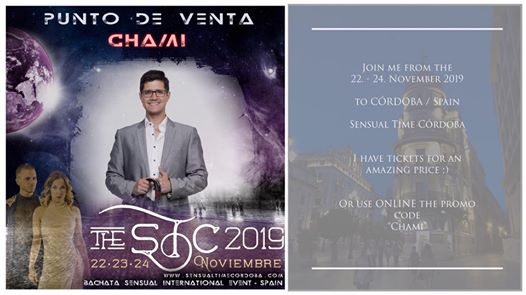 PUNTO DE VENTA
CHAMI
THE STC 2019
22·23·24 NOVIEMBRE
WWW.SENSUALTIMECORDOBA.COM
BACHATA SENSUAL INTERNATIONAL EVENT - SPAIN
JOIN ME FROM THE
22. - 24. NOVEMBER 2019
TO CÓRDOBA / SPAIN
SENSUAL TIME CÓRDOBA
I HAVE TICKETS FOR AN
AMAZING PRICE ;)
OR USE ONLINE THE PROMO
CODE
"CHAMI"